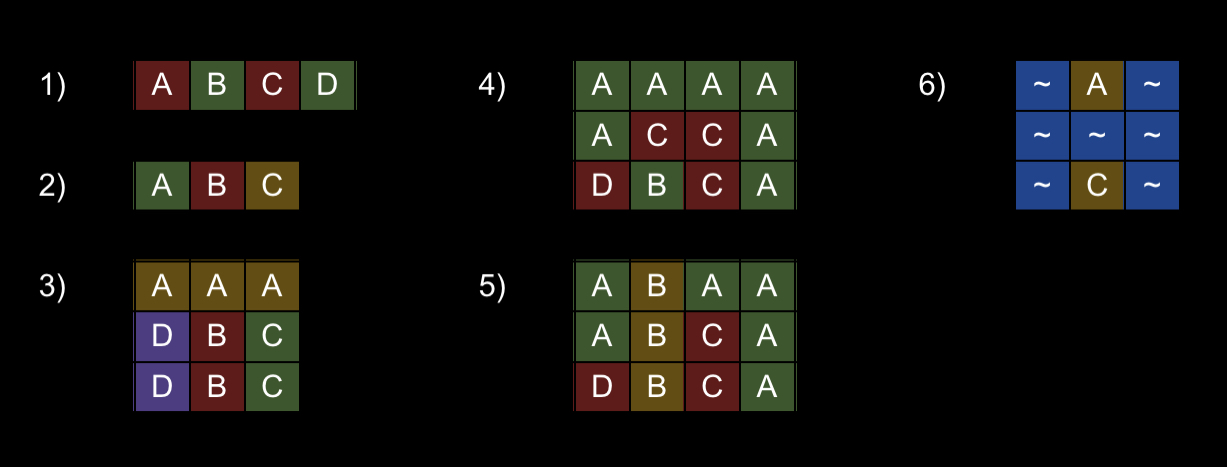 1) A B C D
2) A B C
3) A A A
D B C
D B C
4) A A A A
A C C A
D B C A
5) A B A A
A B C A
D B C A
6) ~ A ~
~ ~ ~
~ C ~